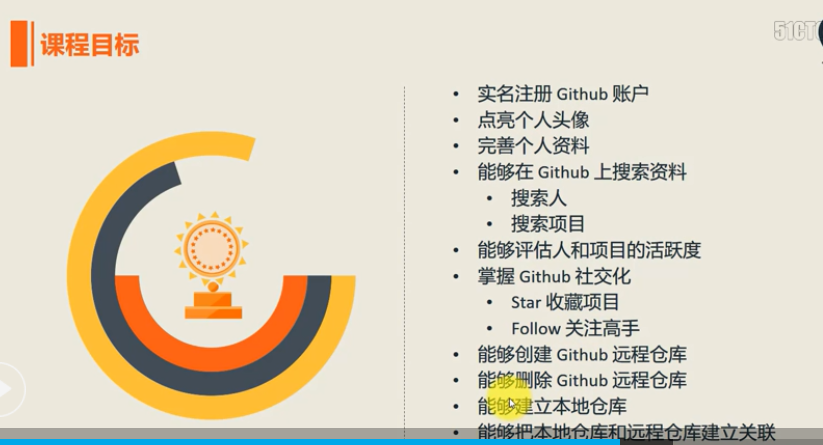 课程目标
51CTO
• 实名注册 Github 账户
• 点亮个人头像
• 完善个人资料
• 能够在 Github 上搜索资料
• 搜索人
• 搜索项目
• 能够评估人和项目的活跃度
• 掌握 Github 社交化
• Star 收藏项目
• Follow 关注高手
• 能够创建 Github 远程仓库
• 能够删除 Github 远程仓库
• 能够建立本地仓库
• 能够把本地仓库和远程仓库建立关联